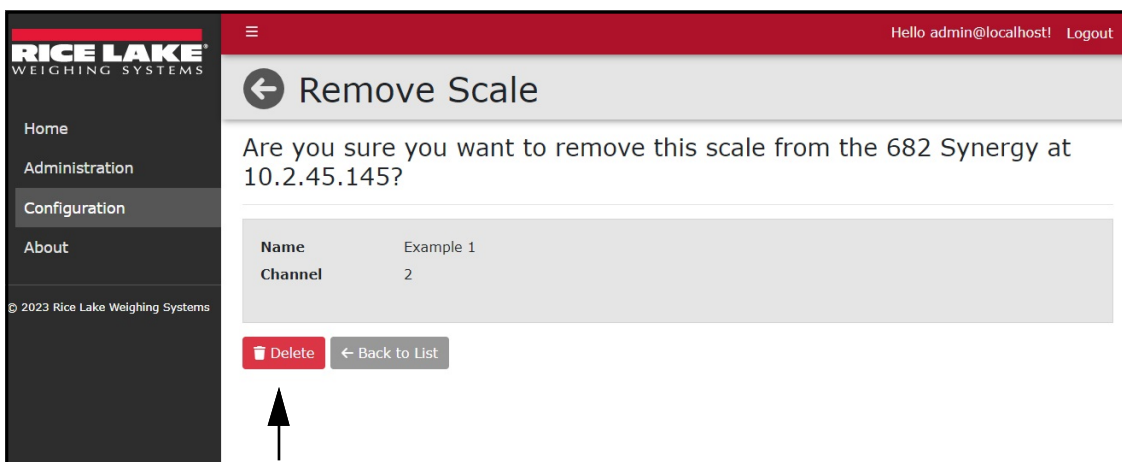 RICE LAKE®
WEIGHING SYSTEMS
Home
Administration
Configuration
About
© 2023 Rice Lake Weighing Systems
Hello admin@localhost! Logout
Remove Scale
Are you sure you want to remove this scale from the 682 Synergy at
10.2.45.145?
Name Example 1
Channel 2
Delete ← Back to List